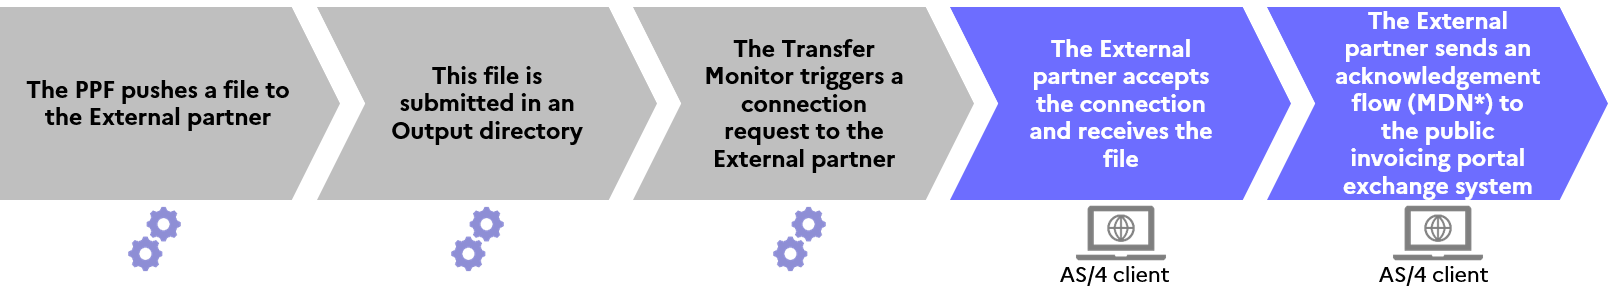 The PPF pushes a file to
the External partner
This file is
submitted in an
Output directory
The Transfer
Monitor triggers a
connection
request to the
External partner
The External
partner accepts
the connection
and receives the
file
The External
partner sends an
acknowledgement
flow (MDN*) to
the public
invoicing portal
exchange system
AS/4 client
AS/4 client